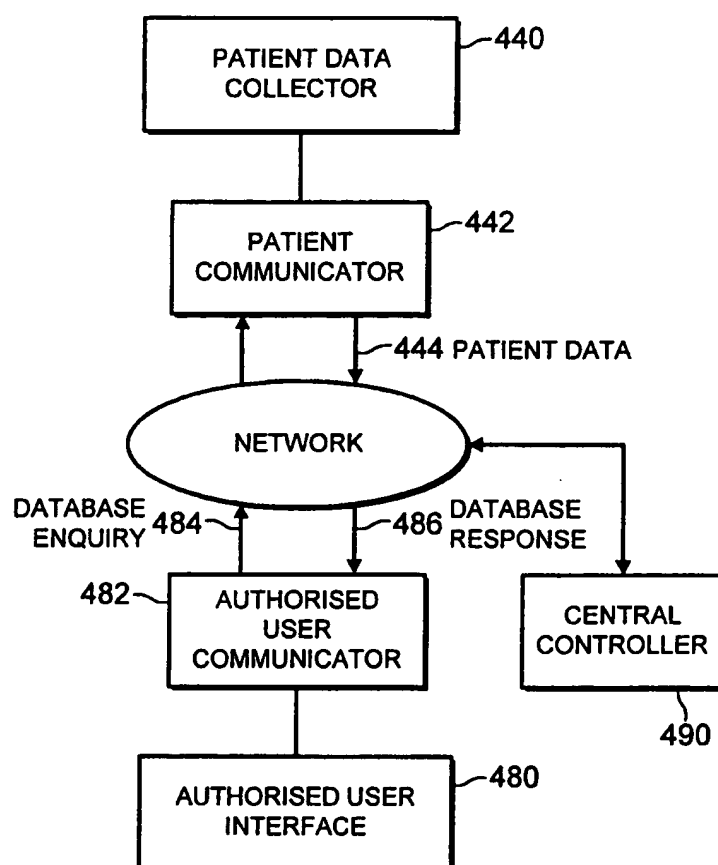 PATIENT DATA
COLLECTOR
440
PATIENT
COMMUNICATOR
442
444 PATIENT DATA
NETWORK
DATABASE
ENQUIRY
484
486
DATABASE
RESPONSE
482
AUTHORISED
USER
COMMUNICATOR
CENTRAL
CONTROLLER
490
480
AUTHORISED USER
INTERFACE